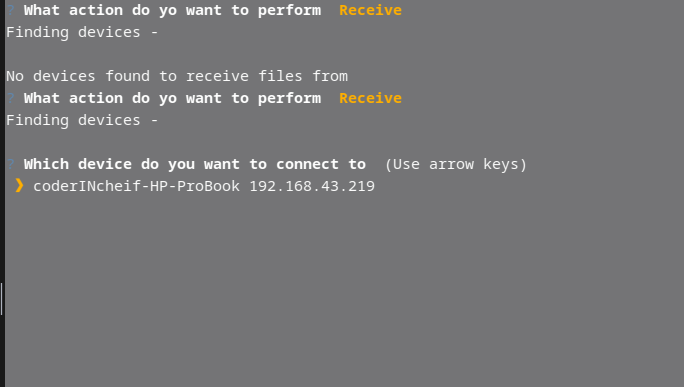 ? What action do yo want to perform  Receive
Finding devices -
No devices found to receive files from
? What action do yo want to perform  Receive
Finding devices -
? Which device do you want to connect to  (Use arrow keys)
❯ coderINcheif-HP-ProBook 192.168.43.219